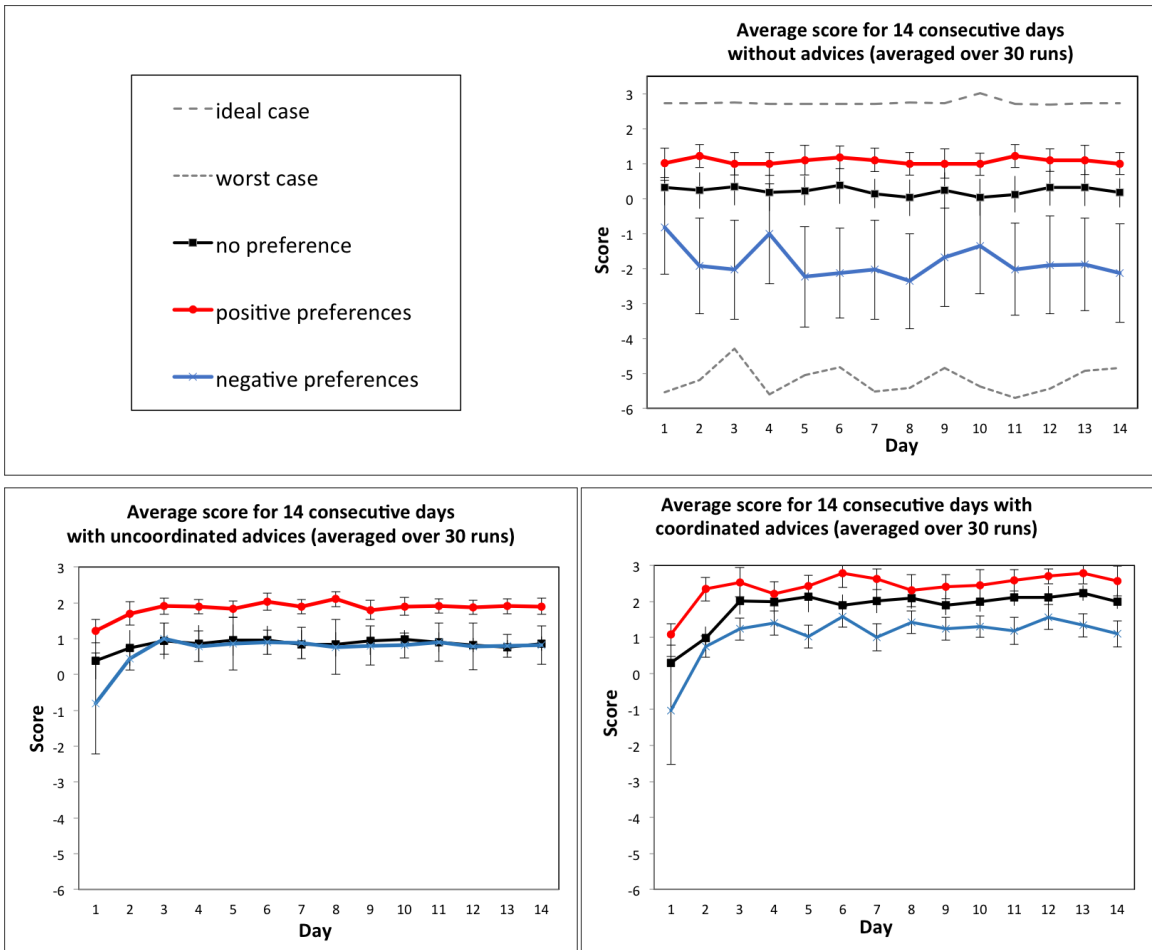 Average score for 14 consecutive days
without advices (averaged over 30 runs)
ideal case
worst case
no preference
positive preferences
negative preferences
Score
3
2
1
0
-1
-2
-3
-4
-5
-6
1 2 3 4 5 6 7 8 9 10 11 12 13 14
Day
Average score for 14 consecutive days
with uncoordinated advices (averaged over 30 runs)
Score
3
2
1
0
-1
-2
-3
-4
-5
-6
1 2 3 4 5 6 7 8 9 10 11 12 13 14
Day
Average score for 14 consecutive days with
coordinated advices (averaged over 30 runs)
Score
3
2
1
0
-1
-2
-3
-4
-5
-6
1 2 3 4 5 6 7 8 9 10 11 12 13 14
Day